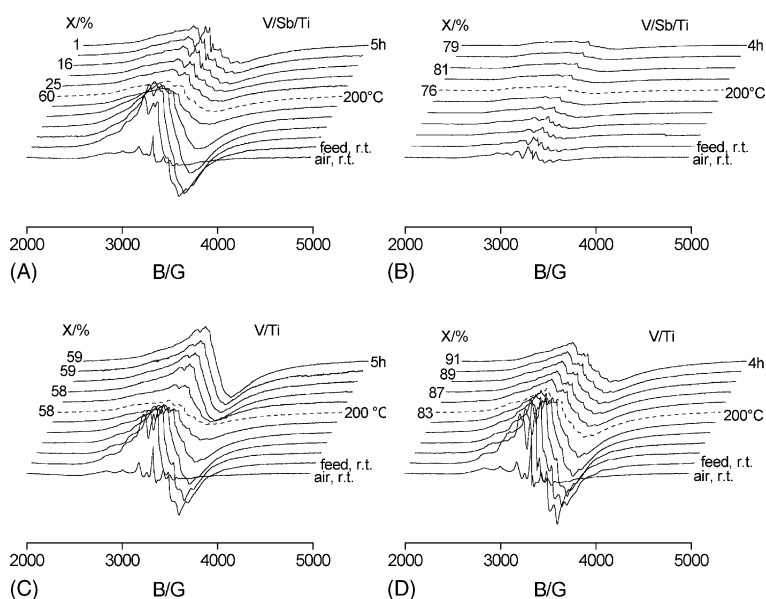 X/% V/Sb/Ti
1 5h
16
25
60 200°C
feed, r.t.
air, r.t.
2000 3000 4000 5000
(A) B/G
X/% V/Sb/Ti
79 4h
81
76 200°C
feed, r.t.
air, r.t.
2000 3000 4000 5000
(B) B/G
X/% V/Ti
59
59 5h
58
58 200 °C
feed, r.t.
air, r.t.
2000 3000 4000 5000
(C) B/G
X/% V/Ti
91 4h
89
87
83 200°C
feed, r.t.
air, r.t.
2000 3000 4000 5000
(D) B/G